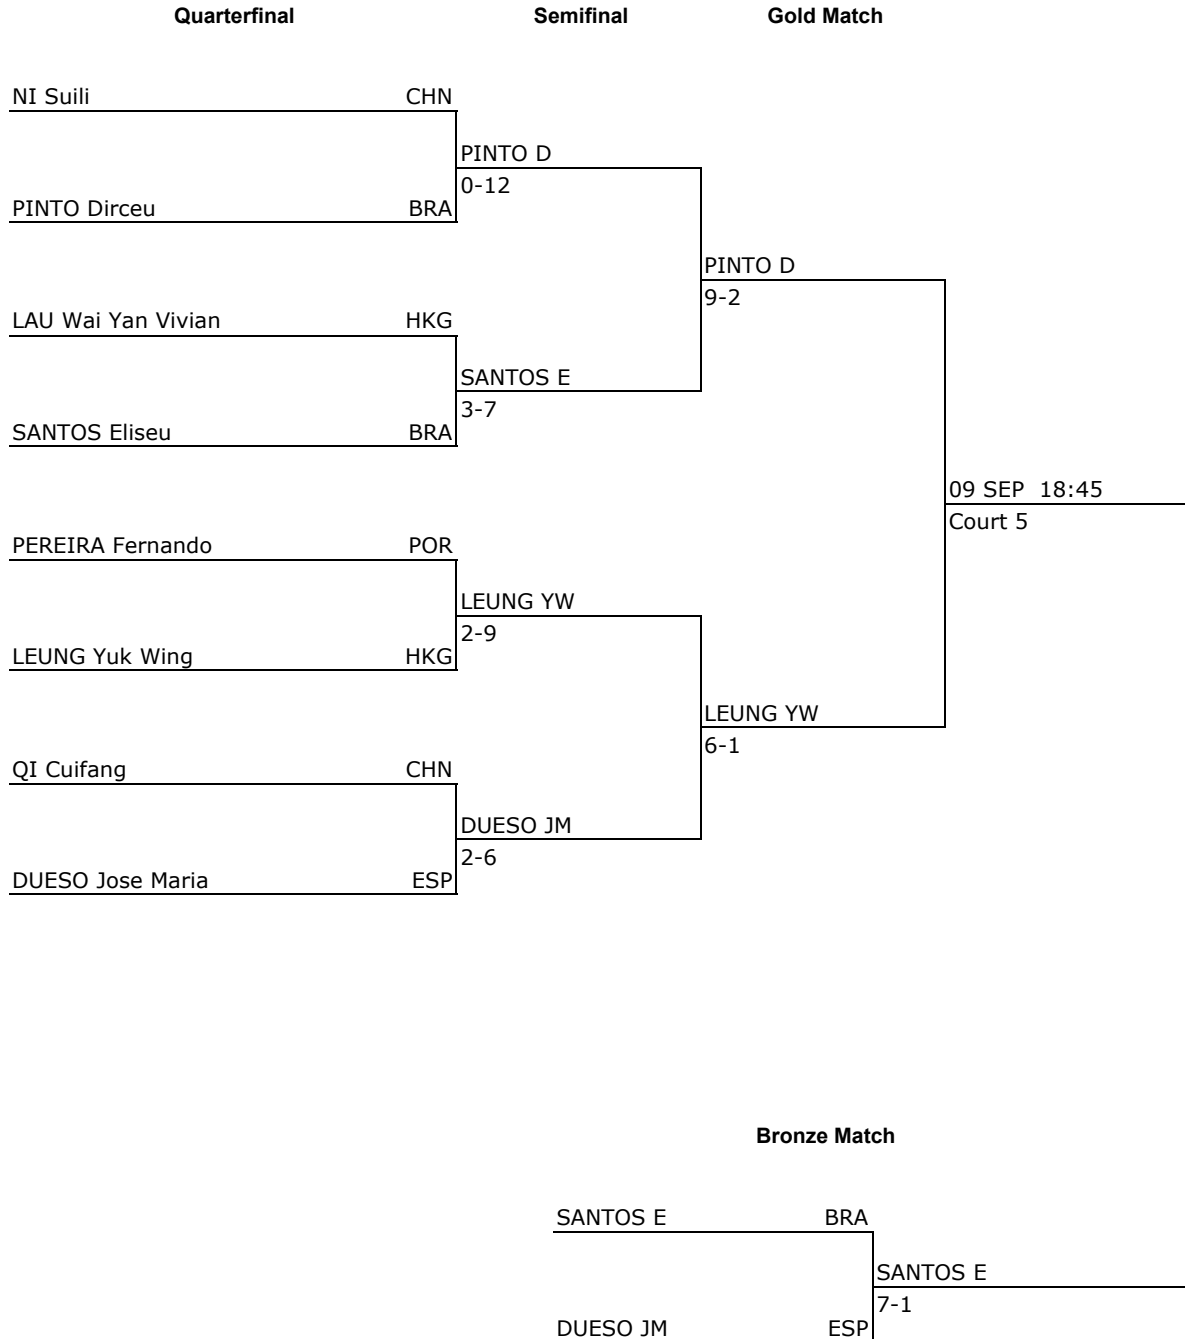 Quarterfinal Semifinal Gold Match
NI Suili CHN
PINTO D
0-12
PINTO Dirceu BRA
PINTO D
9-2
LAU Wai Yan Vivian HKG
SANTOS E
3-7
SANTOS Eliseu BRA
09 SEP 18:45
Court 5
PEREIRA Fernando POR
LEUNG YW
2-9
LEUNG Yuk Wing HKG
LEUNG YW
6-1
QI Cuifang CHN
DUESO JM
2-6
DUESO Jose Maria ESP
Bronze Match
SANTOS E BRA
SANTOS E
7-1
DUESO JM ESP